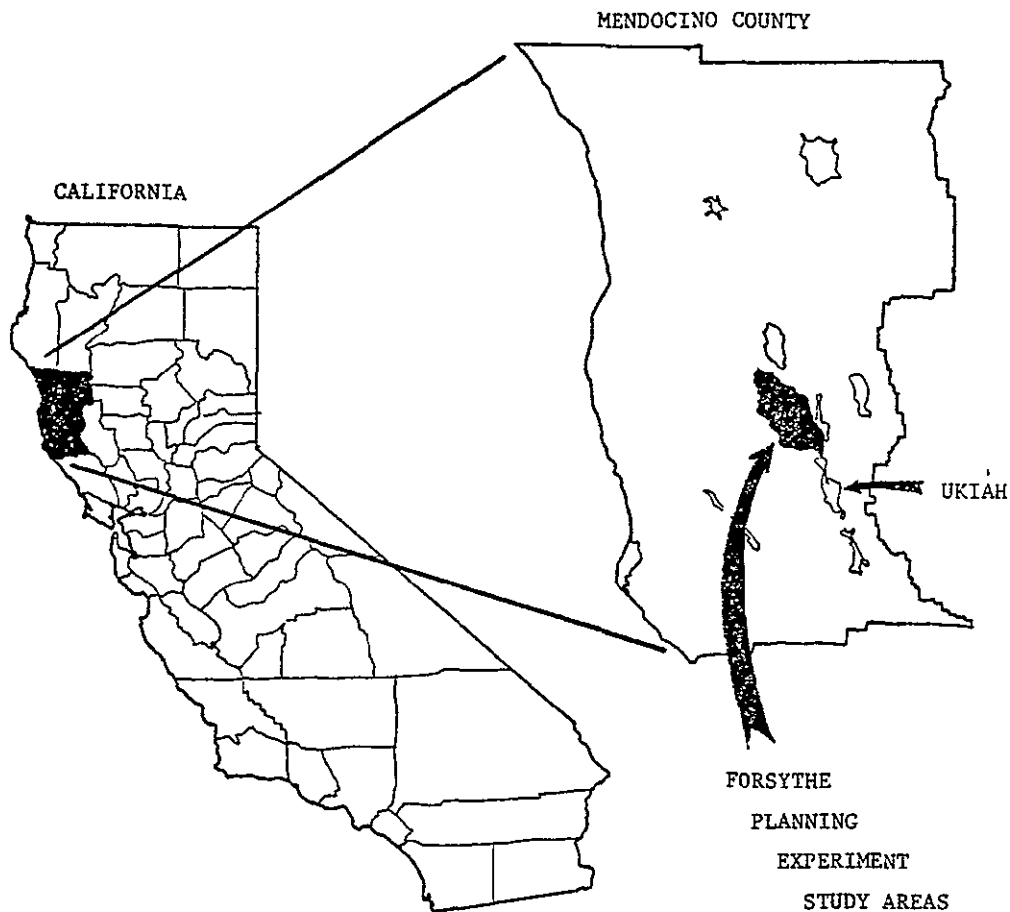 MENDOCINO COUNTY
CALIFORNIA
UKIAH
FORSYTHE
PLANNING
EXPERIMENT
STUDY AREAS